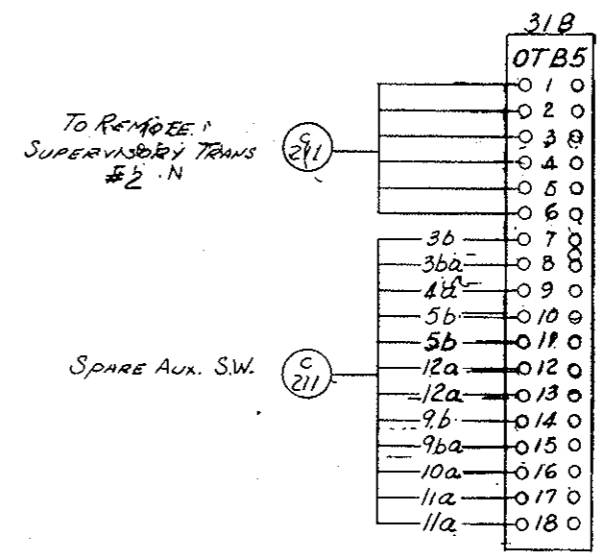 31B
OTB5
1
2
3
4
5
6
TO REMOTE
SUPERVISORY TRANS
#2 N
C
3b 7
3ba 8
4a 9
5b 10
5b 11
12a 12
12a 13
9b 14
9ba 15
10a 16
11a 17
11a 18
SPARE AUX. S.W.
C
211